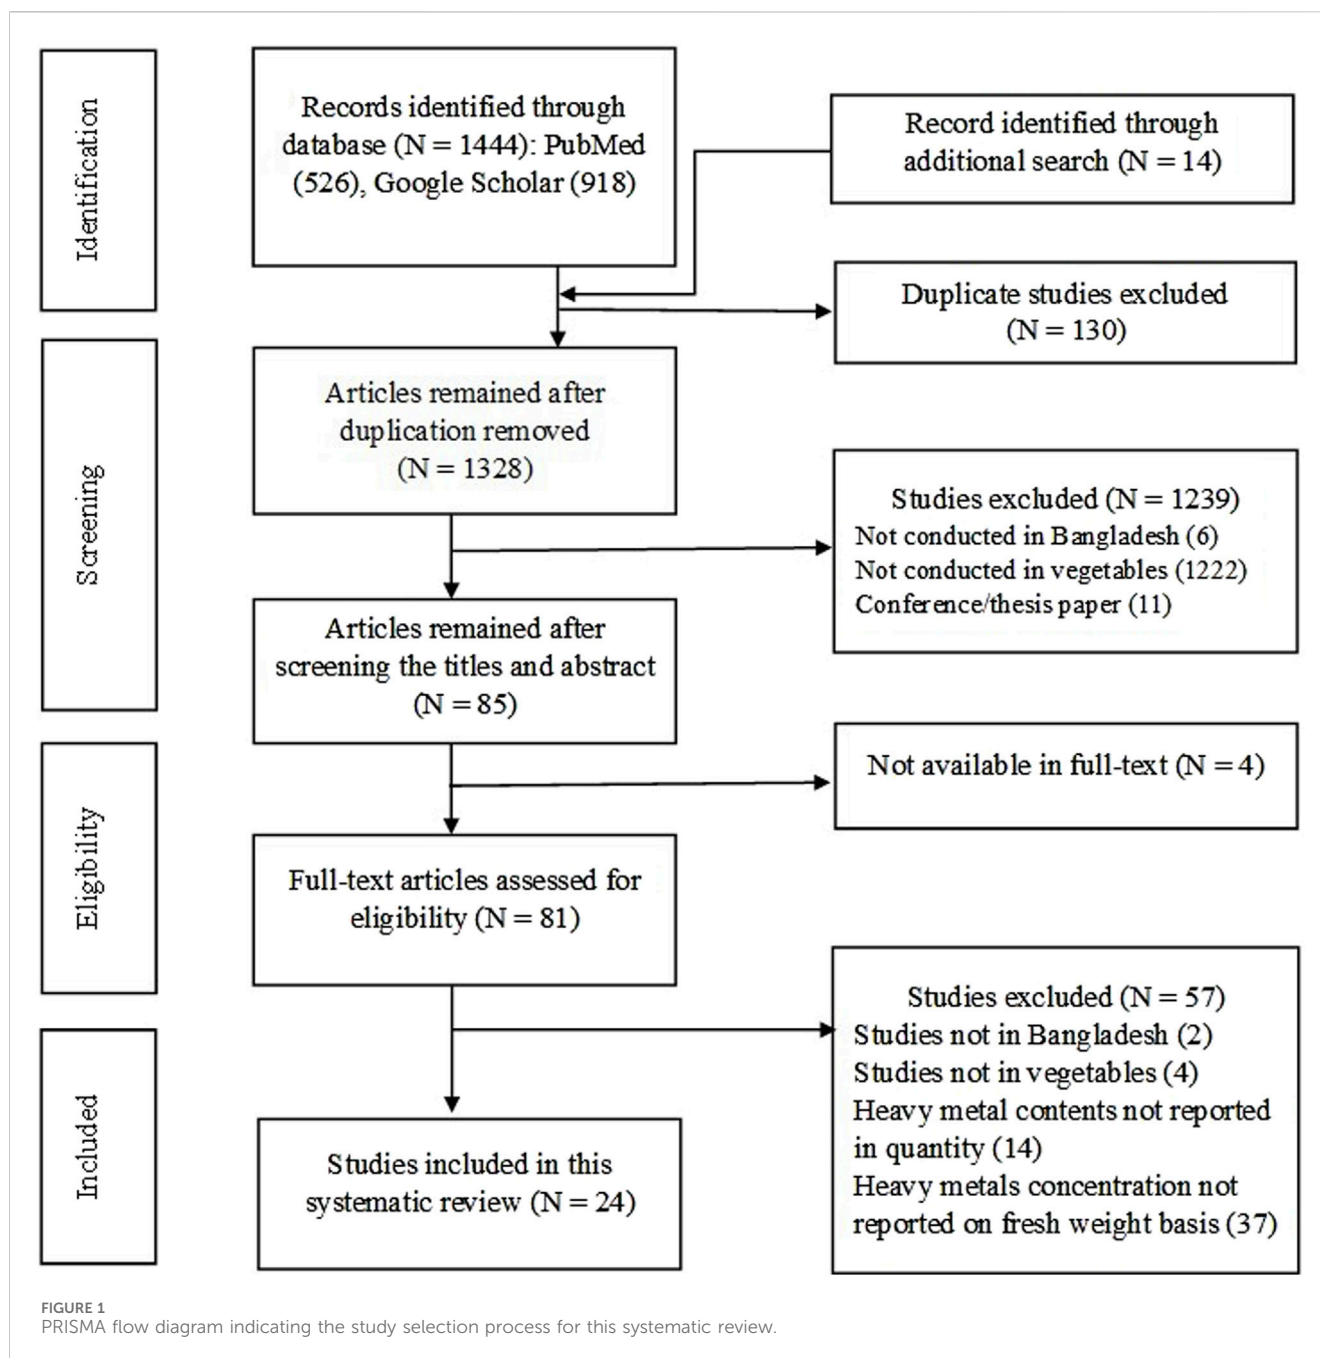 Identification
Records identified through
database (N = 1444): PubMed
(526), Google Scholar (918)
Record identified through
additional search (N = 14)
Duplicate studies excluded
(N = 130)
Screening
Articles remained after
duplication removed
(N = 1328)
Studies excluded (N = 1239)
Not conducted in Bangladesh (6)
Not conducted in vegetables (1222)
Conference/thesis paper (11)
Articles remained after
screening the titles and abstract
(N = 85)
Eligibility
Not available in full-text (N = 4)
Full-text articles assessed for
eligibility (N = 81)
Studies excluded (N = 57)
Studies not in Bangladesh (2)
Studies not in vegetables (4)
Heavy metal contents not reported
in quantity (14)
Heavy metals concentration not
reported on fresh weight basis (37)
Included
Studies included in this
systematic review (N = 24)
FIGURE 1
PRISMA flow diagram indicating the study selection process for this systematic review.